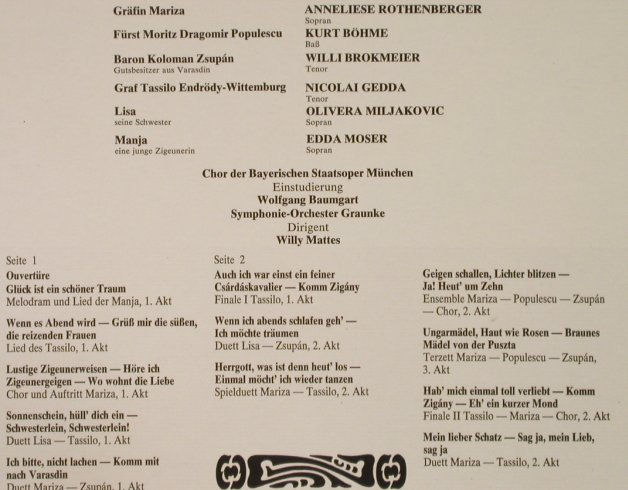 Gräfin Mariza ANNELIESE ROTHENBERGER
Sopran
Fürst Moritz Dragomir Populescu KURT BÖHME
Baß
Baron Koloman Zsupán WILLI BROKMEIER
Gutsbesitzer aus Varasdin Tenor
Graf Tassilo Endrödy-Wittemburg NICOLAI GEDDA
Tenor
Lisa OLIVERA MILJAKOVIC
seine Schwester Sopran
Manja EDDA MOSER
eine junge Zigeunerin Sopran
Chor der Bayerischen Staatsoper München
Einstudierung
Wolfgang Baumgart
Symphonie-Orchester Graunke
Dirigent
Willy Mattes
Seite 1
Ouvertüre
Glück ist ein schöner Traum
Melodram und Lied der Manja, 1. Akt
Wenn es Abend wird — Grüß mir die süßen,
die reizenden Frauen
Lied des Tassilo, 1. Akt
Lustige Zigeunerweisen — Höre ich
Zigeunergeigen — Wo wohnt die Liebe
Chor und Auftritt Mariza, 1. Akt
Sonnenschein, hüll' dich ein —
Schwesterlein, Schwesterlein!
Duett Lisa — Tassilo, 1. Akt
Ich bitte, nicht lachen — Komm mit
nach Varasdin
Duett Mariza — Zsupán, 1. Akt
Seite 2
Auch ich war einst ein feiner
Csárdáskavalier — Komm Zigány
Finale I Tassilo, 1. Akt
Wenn ich abends schlafen geh' —
Ich möchte träumen
Duett Lisa — Zsupán, 2. Akt
Herrgott, was ist denn heut' los —
Einmal möcht' ich wieder tanzen
Spielduett Mariza — Tassilo, 2. Akt
Geigen schallen, Lichter blitzen —
Ja! Heut' um Zehn
Ensemble Mariza — Populescu — Zsupán
— Chor, 2. Akt
Ungarmädel, Haut wie Rosen — Braunes
Mädel von der Puszta
Terzett Mariza — Populescu — Zsupán,
3. Akt
Hab' mich einmal toll verliebt — Komm
Zigány — Eh' ein kurzer Mond
Finale II Tassilo — Mariza — Chor, 2. Akt
Mein lieber Schatz — Sag ja, mein Lieb,
sag ja
Duett Mariza — Tassilo, 2. Akt